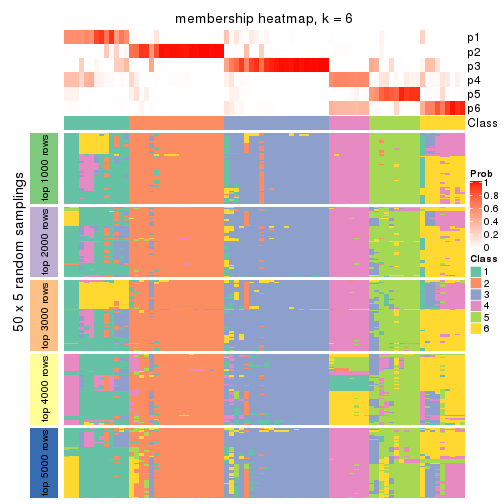 membership heatmap, k = 6
p1
p2
p3
p4
p5
p6
Class
50 x 5 random samplings
top 1000 rows
top 2000 rows
top 3000 rows
top 4000 rows
top 5000 rows
Prob
1
0.8
0.6
0.4
0.2
0
Class
1
2
3
4
5
6